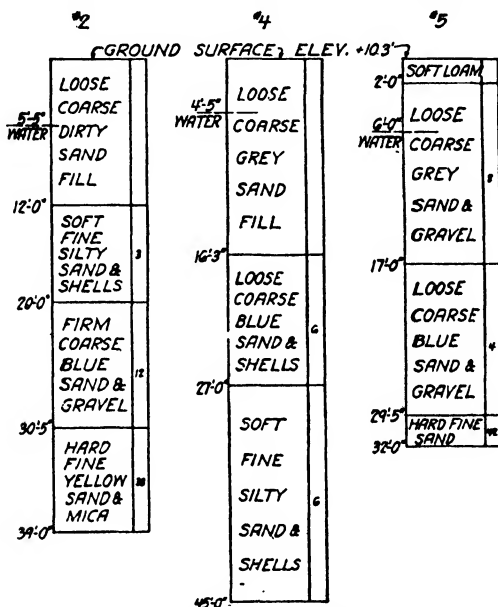 #2
#4
#5
GROUND SURFACE, ELEV. +10.3'
LOOSE
COARSE
DIRTY
SAND
FILL
5'-5"
WATER
12'-0"
SOFT
FINE
SILTY
SAND &
SHELLS
3
20'-0"
FIRM
COARSE
BLUE
SAND &
GRAVEL
12
30'-5"
HARD
FINE
YELLOW
SAND &
MICA
39'-0"
LOOSE
COARSE
GREY
SAND
FILL
4'-5"
WATER
16'-3"
LOOSE
COARSE
BLUE
SAND &
SHELLS
6
27'-0"
SOFT
FINE
SILTY
SAND &
SHELLS
6
45'-0"
SOFT LOAM
2'-0"
LOOSE
COARSE
GREY
SAND &
GRAVEL
6'-0"
WATER
17'-0"
LOOSE
COARSE
BLUE
SAND &
GRAVEL
4
29'-5"
HARD FINE
SAND
32'-0"